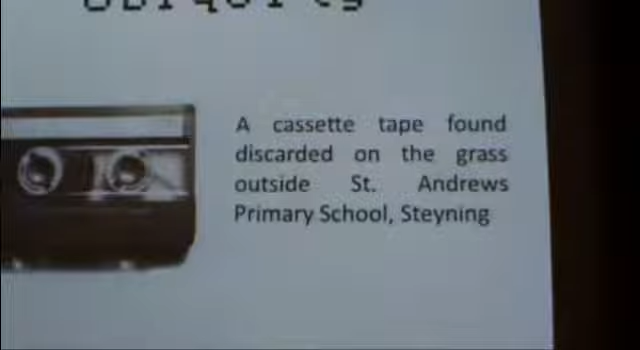 A cassette tape found
discarded on the grass
outside St. Andrews
Primary School, Steyning